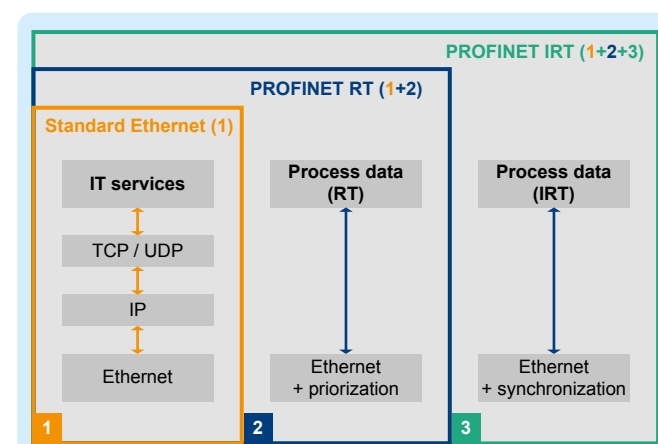 PROFINET IRT (1+2+3)
PROFINET RT (1+2)
Standard Ethernet (1)
IT services
TCP / UDP
IP
Ethernet
1
Process data
(RT)
Ethernet
+ priorization
2
Process data
(IRT)
Ethernet
+ synchronization
3